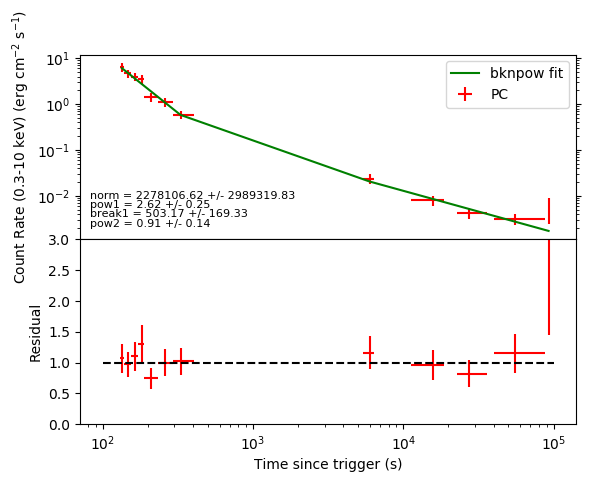 Count Rate (0.3-10 keV) (erg cm⁻² s⁻¹)
10¹
10⁰
10⁻¹
10⁻²
bknpow fit
PC
norm = 2278106.62 +/- 2989319.83
pow1 = 2.62 +/- 0.25
break1 = 503.17 +/- 169.33
pow2 = 0.91 +/- 0.14
Residual
3.0
2.5
2.0
1.5
1.0
0.5
0.0
10² 10³ 10⁴ 10⁵
Time since trigger (s)